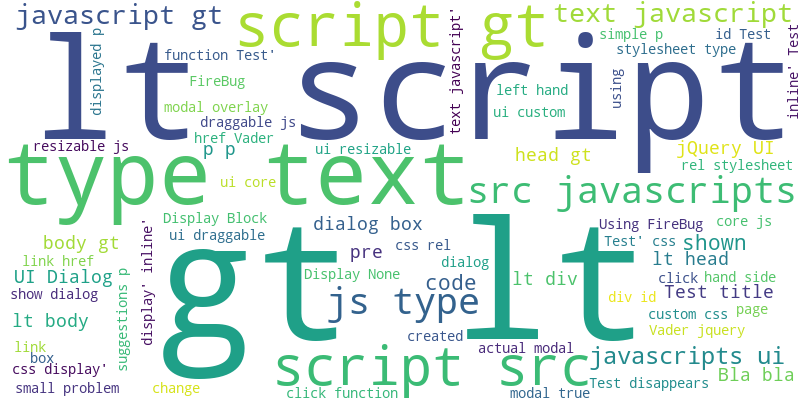 javascript gt
script gt
text javascript
displayed p
function Test'
text javascript'
simple p
id Test
inline' Test
stylesheet type
lt script
FireBug
left hand
using
modal overlay
ui custom
draggable js
href Vader
resizable js
p p
ui resizable
head gt
jQuery UI
rel stylesheet
type text
ui core
src javascripts
Display Block
dialog box
Using FireBug
core js
display' inline'
ui draggable
body gt
gt lt
css rel
Test' css
shown
pre
link href
dialog
lt head
UI Dialog
suggestions p
Display None
code
lt div
click
hand side
show dialog
js type
div id
Test title
lt body
custom css
page
created
Vader jquery
link
box
script src
actual modal
javascripts ui
css display'
Bla bla
small problem
change
click function
modal true
Test disappears